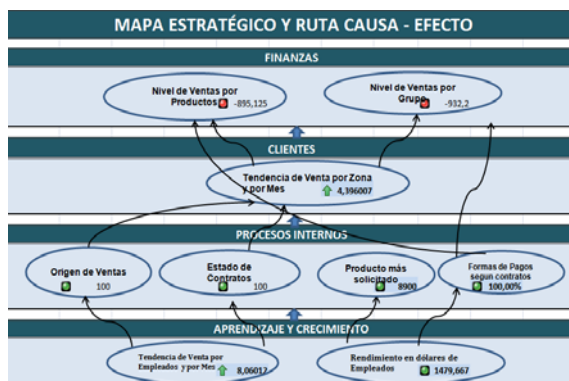 MAPA ESTRATÉGICO Y RUTA CAUSA - EFECTO
FINANZAS
Nivel de Ventas por
Productos
-895,125
Nivel de Ventas por
Grupo
-932,2
CLIENTES
Tendencia de Venta por Zona
y por Mes
4,396007
PROCESOS INTERNOS
Origen de Ventas
100
Estado de
Contratos
100
Producto más
solicitado
8900
Formas de Pagos
segun contratos
100,00%
APRENDIZAJE Y CRECIMIENTO
Tendencia de Venta por
Empleados y por Mes
8,06017
Rendimiento en dólares de
Empleados
1479,667